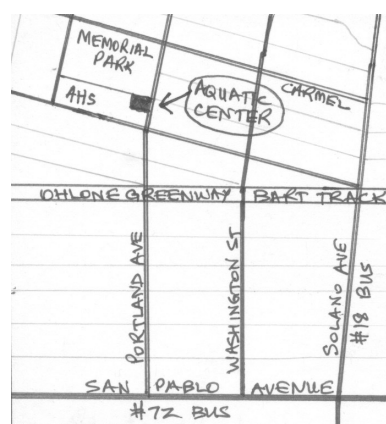 MEMORIAL
PARK
AHS
AQUATIC
CENTER
CARMEL
OHLONE GREENWAY BART TRACK
PORTLAND AVE
WASHINGTON ST
SOLANO AVE
#18 BUS
SAN PABLO AVENUE
#72 BUS